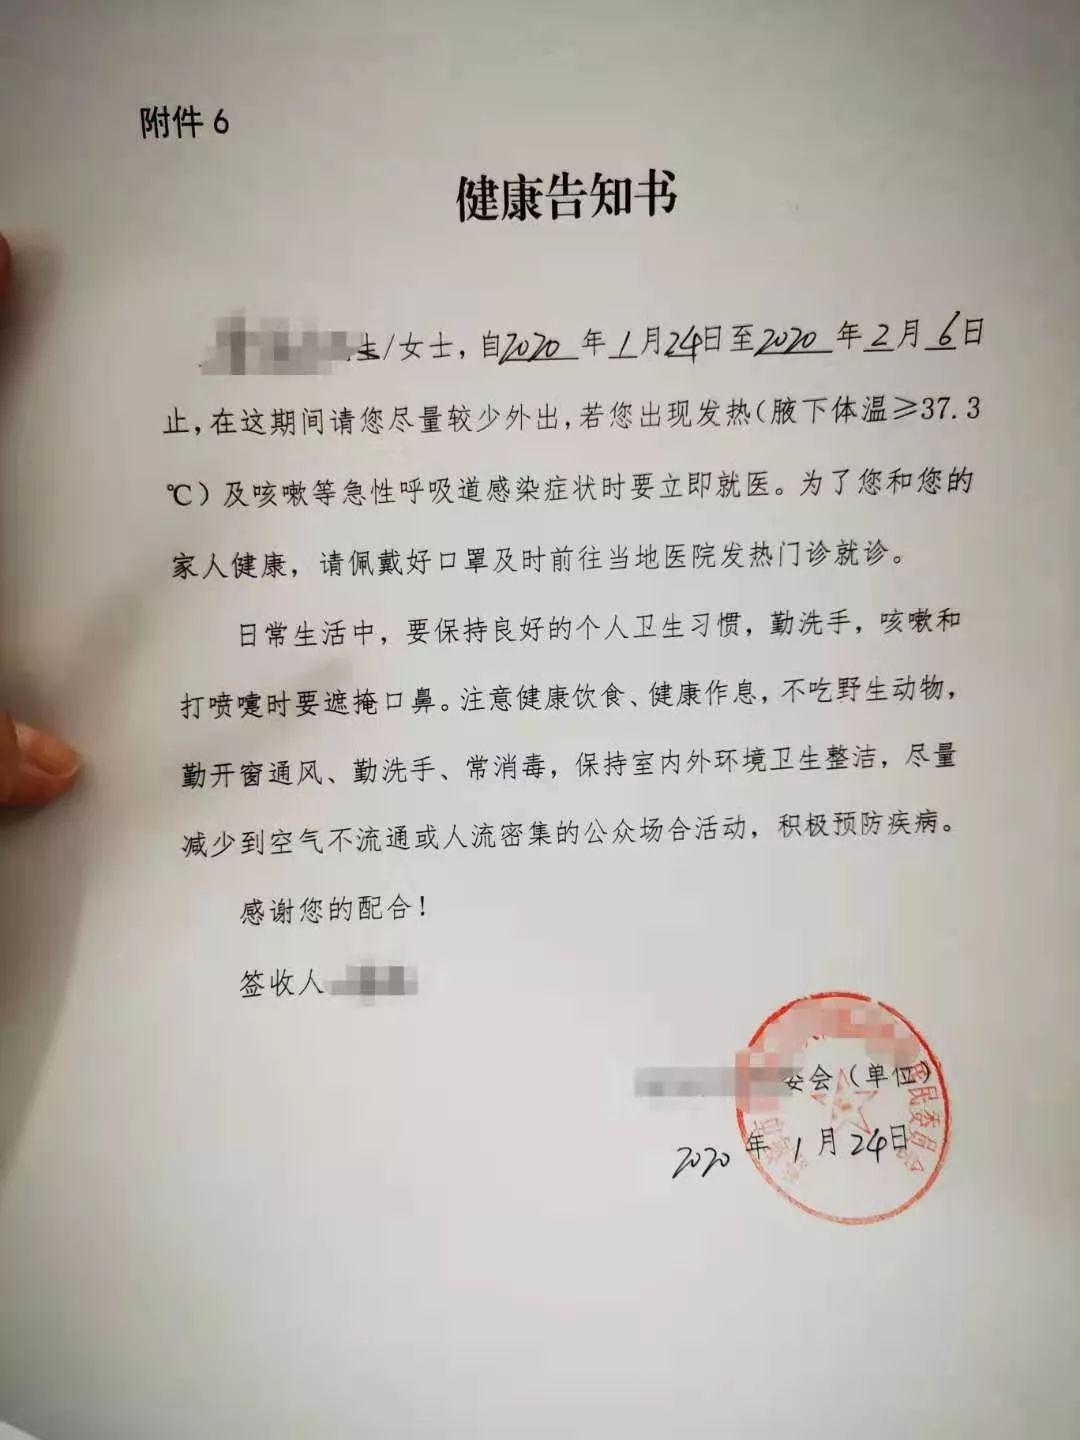 附件6
健康告知书
生/女士，自2020年1月24日至2020年2月6日
止，在这期间请您尽量较少外出，若您出现发热（腋下体温≥37.3
℃）及咳嗽等急性呼吸道感染症状时要立即就医。为了您和您的
家人健康，请佩戴好口罩及时前往当地医院发热门诊就诊。
日常生活中，要保持良好的个人卫生习惯，勤洗手，咳嗽和
打喷嚏时要遮掩口鼻。注意健康饮食、健康作息，不吃野生动物，
勤开窗通风、勤洗手、常消毒，保持室内外环境卫生整洁，尽量
减少到空气不流通或人流密集的公众场合活动，积极预防疾病。
感谢您的配合！
签收人
委会（单位）
2020年1月24日
居民委员会